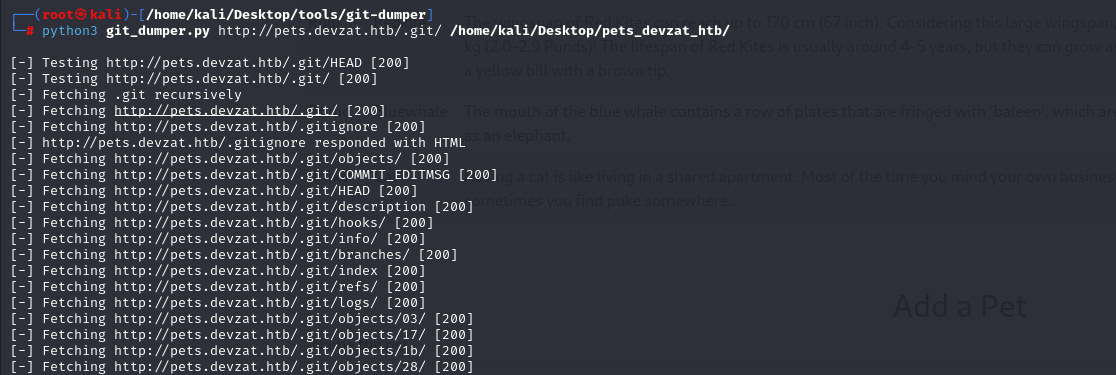 ┌──(root㉿kali)-[/home/kali/Desktop/tools/git-dumper]
└─# python3 git_dumper.py http://pets.devzat.htb/.git/ /home/kali/Desktop/pets_devzat_htb/
The wingspan of Red Kites can reach up to 170 cm (67 inch). Considering this large wingspan
kg (2,0-2,9 Punds)! The lifespan of Red Kites is usually around 4-5 years, but they can grow as
a yellow bill with a brown tip.
[-] Testing http://pets.devzat.htb/.git/HEAD [200]
[-] Testing http://pets.devzat.htb/.git/ [200]
[-] Fetching .git recursively
[-] Fetching http://pets.devzat.htb/.git/ [200]
bluewhale
The mouth of the blue whale contains a row of plates that are fringed with 'baleen', which are
as an elephant.
[-] Fetching http://pets.devzat.htb/.gitignore [200]
[-] http://pets.devzat.htb/.gitignore responded with HTML
[-] Fetching http://pets.devzat.htb/.git/objects/ [200]
[-] Fetching http://pets.devzat.htb/.git/COMMIT_EDITMSG [200]
a cat is like living in a shared apartment. Most of the time you mind your own business
[-] Fetching http://pets.devzat.htb/.git/HEAD [200]
sometimes you find puke somewhere...
[-] Fetching http://pets.devzat.htb/.git/description [200]
[-] Fetching http://pets.devzat.htb/.git/hooks/ [200]
[-] Fetching http://pets.devzat.htb/.git/info/ [200]
[-] Fetching http://pets.devzat.htb/.git/branches/ [200]
[-] Fetching http://pets.devzat.htb/.git/index [200]
[-] Fetching http://pets.devzat.htb/.git/refs/ [200]
[-] Fetching http://pets.devzat.htb/.git/logs/ [200]
Add a Pet
[-] Fetching http://pets.devzat.htb/.git/objects/03/ [200]
[-] Fetching http://pets.devzat.htb/.git/objects/17/ [200]
[-] Fetching http://pets.devzat.htb/.git/objects/1b/ [200]
[-] Fetching http://pets.devzat.htb/.git/objects/28/ [200]